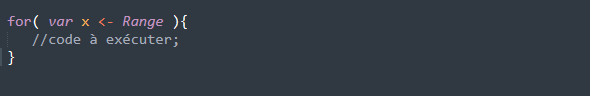 for( var x <- Range ){
//code à exécuter;
}